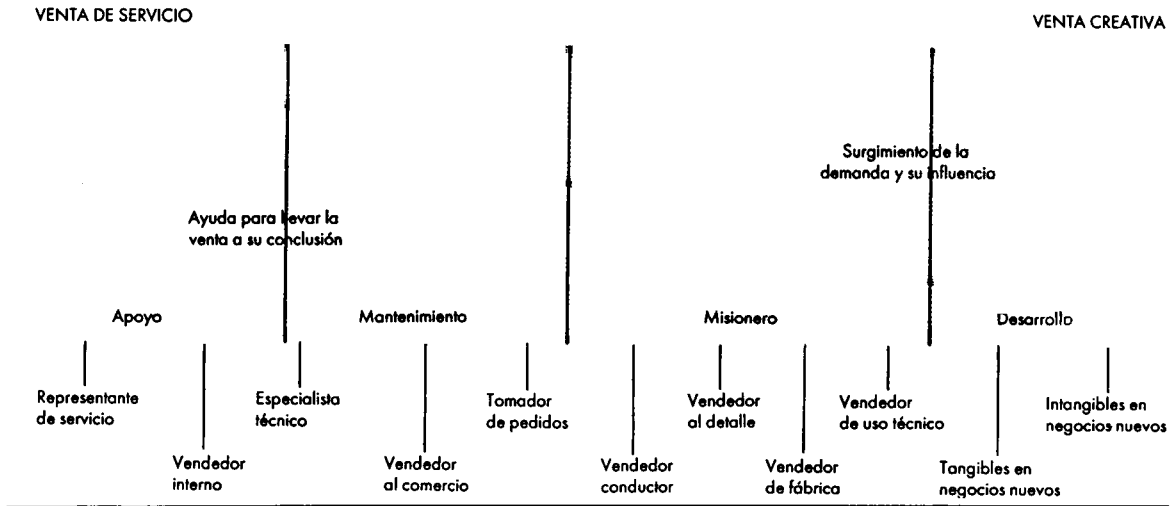 VENTA DE SERVICIO
VENTA CREATIVA
Surgimiento de la
demanda y su influencia
Ayuda para llevar la
venta a su conclusión
Apoyo
Mantenimiento
Misionero
Desarrollo
Representante
de servicio
Especialista
técnico
Tomador
de pedidos
Vendedor
al detalle
Vendedor
de uso técnico
Intangibles en
negocios nuevos
Vendedor
interno
Vendedor
al comercio
Vendedor
conductor
Vendedor
de fábrica
Tangibles en
negocios nuevos